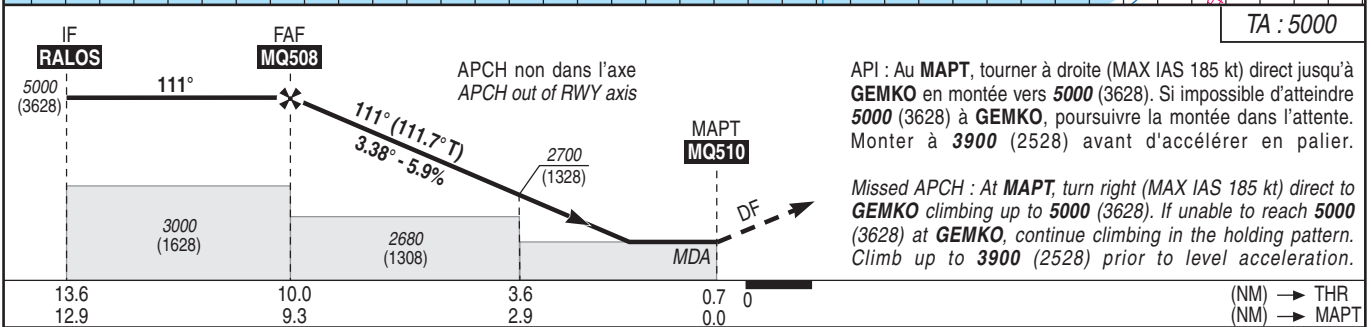 TA : 5000
IF
RALOS
FAF
MQ508
5000
(3628)
111°
APCH non dans l'axe
APCH out of RWY axis
111° (111.7°T)
3.38° - 5.9%
2700
(1328)
MAPT
MQ510
DF
3000
(1628)
2680
(1308)
MDA
API : Au MAPT, tourner à droite (MAX IAS 185 kt) direct jusqu'à
GEMKO en montée vers 5000 (3628). Si impossible d'atteindre
5000 (3628) à GEMKO, poursuivre la montée dans l'attente.
Monter à 3900 (2528) avant d'accélérer en palier.
Missed APCH : At MAPT, turn right (MAX IAS 185 kt) direct to
GEMKO climbing up to 5000 (3628). If unable to reach 5000
(3628) at GEMKO, continue climbing in the holding pattern.
Climb up to 3900 (2528) prior to level acceleration.
13.6 10.0 3.6 0.7 0 (NM) → THR
12.9 9.3 2.9 0.0 (NM) → MAPT